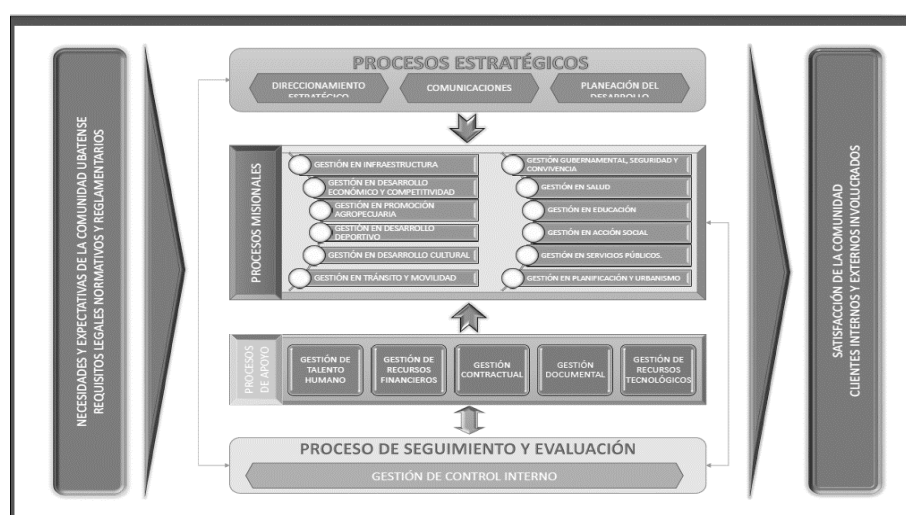 NECESIDADES Y EXPECTATIVAS DE LA COMUNIDAD UBATENSE
REQUISITOS LEGALES NORMATIVOS Y REGLAMENTARIOS
PROCESOS ESTRATÉGICOS
DIRECCIONAMIENTO
ESTRATÉGICO
COMUNICACIONES
PLANEACIÓN DEL
DESARROLLO
PROCESOS MISIONALES
GESTIÓN EN INFRAESTRUCTURA
GESTIÓN EN DESARROLLO
ECONÓMICO Y COMPETITIVIDAD
GESTIÓN EN PROMOCIÓN
AGROPECUARIA
GESTIÓN EN DESARROLLO
DEPORTIVO
GESTIÓN EN DESARROLLO CULTURAL
GESTIÓN EN TRÁNSITO Y MOVILIDAD
GESTIÓN GUBERNAMENTAL, SEGURIDAD Y
CONVIVENCIA
GESTIÓN EN SALUD
GESTIÓN EN EDUCACIÓN
GESTIÓN EN ACCIÓN SOCIAL
GESTIÓN EN SERVICIOS PÚBLICOS.
GESTIÓN EN PLANIFICACIÓN Y URBANISMO
PROCESOS
DE APOYO
GESTIÓN DE
TALENTO
HUMANO
GESTIÓN DE
RECURSOS
FINANCIEROS
GESTIÓN
CONTRACTUAL
GESTIÓN
DOCUMENTAL
GESTIÓN DE
RECURSOS
TECNOLÓGICOS
PROCESO DE SEGUIMIENTO Y EVALUACIÓN
GESTIÓN DE CONTROL INTERNO
SATISFACCIÓN DE LA COMUNIDAD
CLIENTES INTERNOS Y EXTERNOS INVOLUCRADOS